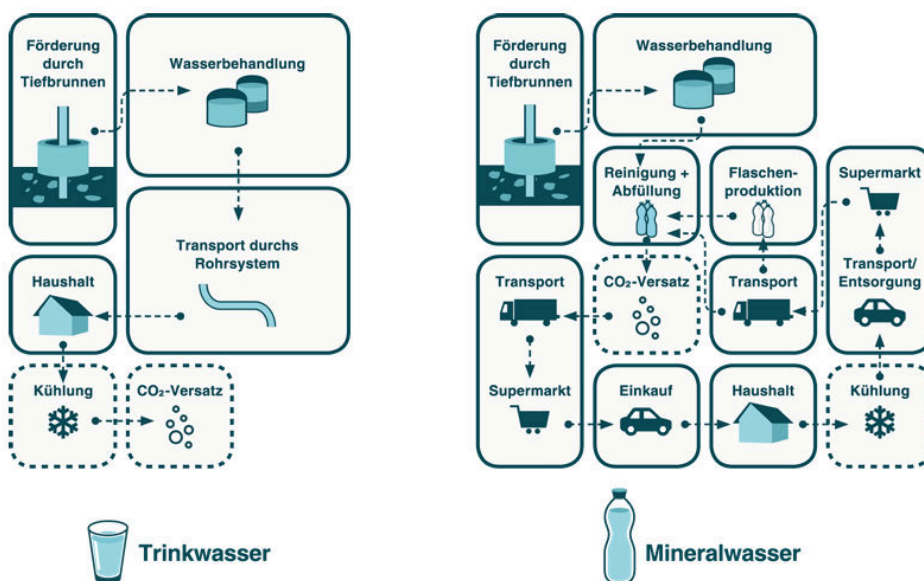 Förderung
durch
Tiefbrunnen
Wasserbehandlung
Transport durchs
Rohrsystem
Haushalt
Kühlung
CO₂-Versatz
Trinkwasser
Förderung
durch
Tiefbrunnen
Wasserbehandlung
Reinigung +
Abfüllung
Flaschen-
produktion
Supermarkt
Transport
CO₂-Versatz
Transport
Transport/
Entsorgung
Supermarkt
Einkauf
Haushalt
Kühlung
Mineralwasser